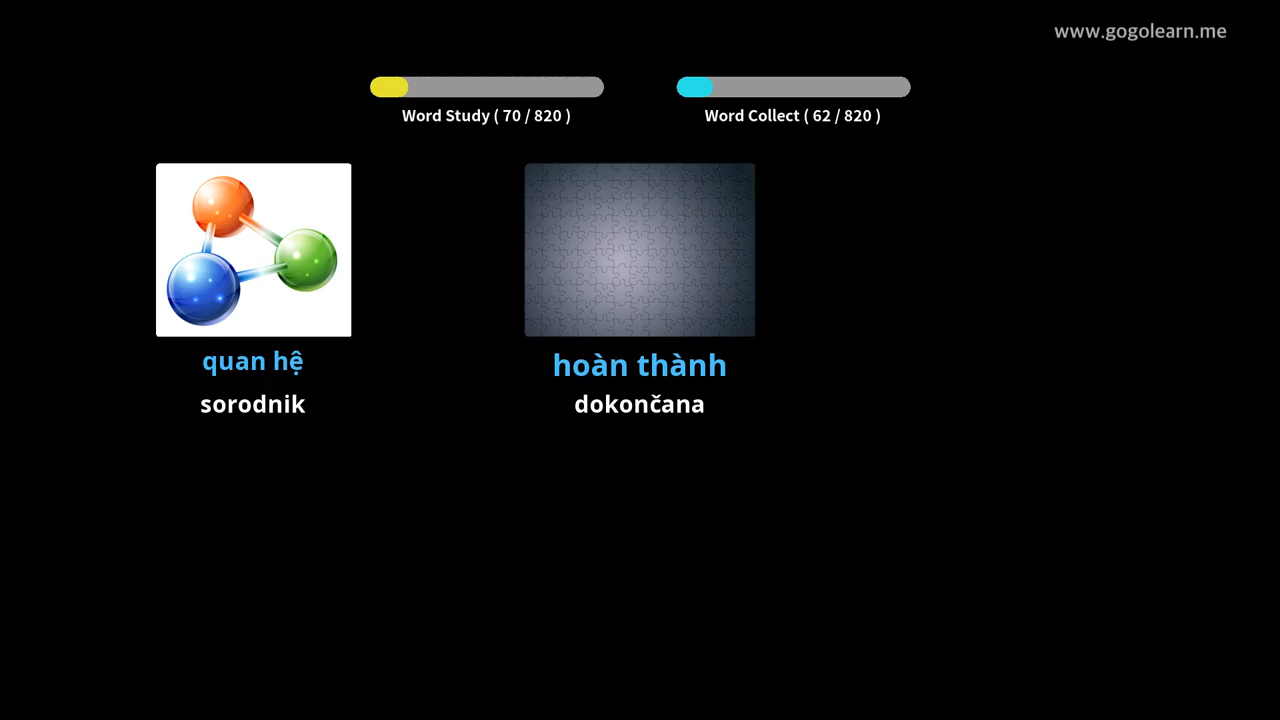 www.gogolearn.me
Word Study ( 70 / 820 )
Word Collect ( 62 / 820 )
quan hệ
sorodnik
hoàn thành
dokončana